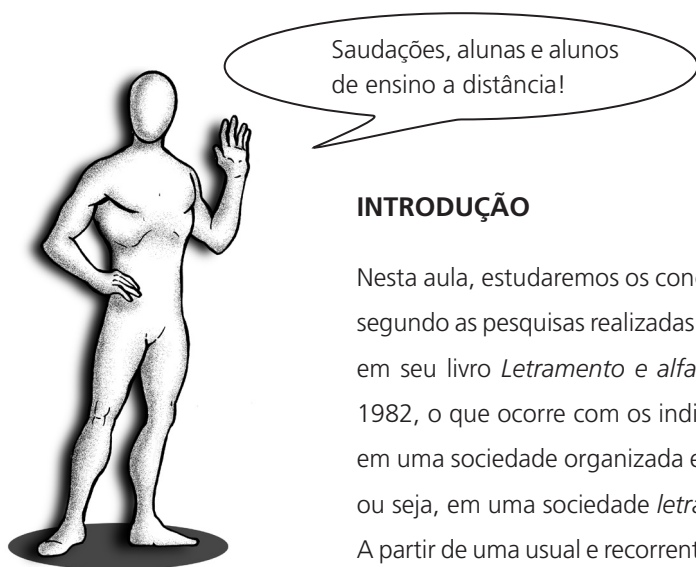 Saudações, alunas e alunos
de ensino a distância!
INTRODUÇÃO
Nesta aula, estudaremos os
segundo as pesquisas realizadas
em seu livro Letramento e
1982, o que ocorre com os
em uma sociedade organizada
ou seja, em uma sociedade
A partir de uma usual e